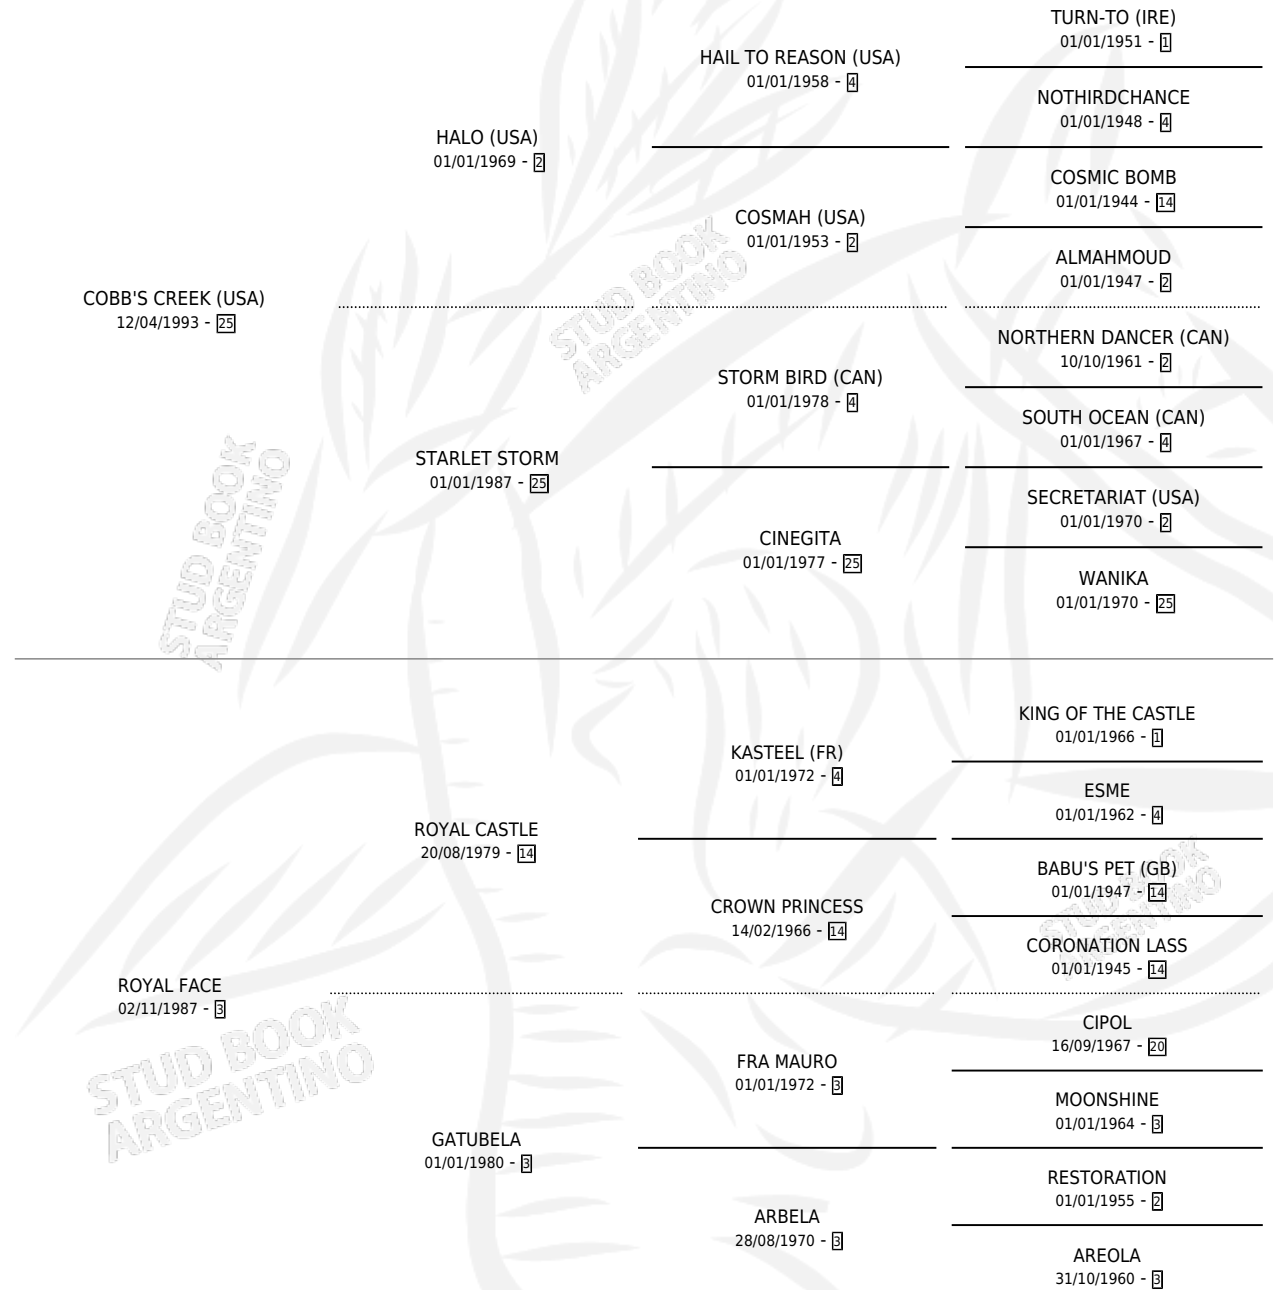 TURN-TO (IRE)
01/01/1951 - 1
HAIL TO REASON (USA)
01/01/1958 - 4
NOTHIRDCHANCE
01/01/1948 - 4
HALO (USA)
01/01/1969 - 2
COSMIC BOMB
01/01/1944 - 14
COSMAH (USA)
01/01/1953 - 2
ALMAHMOUD
01/01/1947 - 2
COBB'S CREEK (USA)
12/04/1993 - 25
STUD BOOK
ARGENTINO
NORTHERN DANCER (CAN)
10/10/1961 - 2
STORM BIRD (CAN)
01/01/1978 - 4
SOUTH OCEAN (CAN)
01/01/1967 - 4
STARLET STORM
01/01/1987 - 25
SECRETARIAT (USA)
01/01/1970 - 2
CINEGITA
01/01/1977 - 25
WANIKA
01/01/1970 - 25
STUD BOOK
ARGENTINO
KING OF THE CASTLE
01/01/1966 - 1
KASTEEL (FR)
01/01/1972 - 4
ESME
01/01/1962 - 4
ROYAL CASTLE
20/08/1979 - 14
BABU'S PET (GB)
01/01/1947 - 14
CROWN PRINCESS
14/02/1966 - 14
CORONATION LASS
01/01/1945 - 14
STUD BOOK
ARGENTINO
ROYAL FACE
02/11/1987 - 3
CIPOL
16/09/1967 - 20
FRA MAURO
01/01/1972 - 3
MOONSHINE
01/01/1964 - 3
STUD BOOK
ARGENTINO
GATUBELA
01/01/1980 - 3
RESTORATION
01/01/1955 - 2
ARBELA
28/08/1970 - 3
AREOLA
31/10/1960 - 3